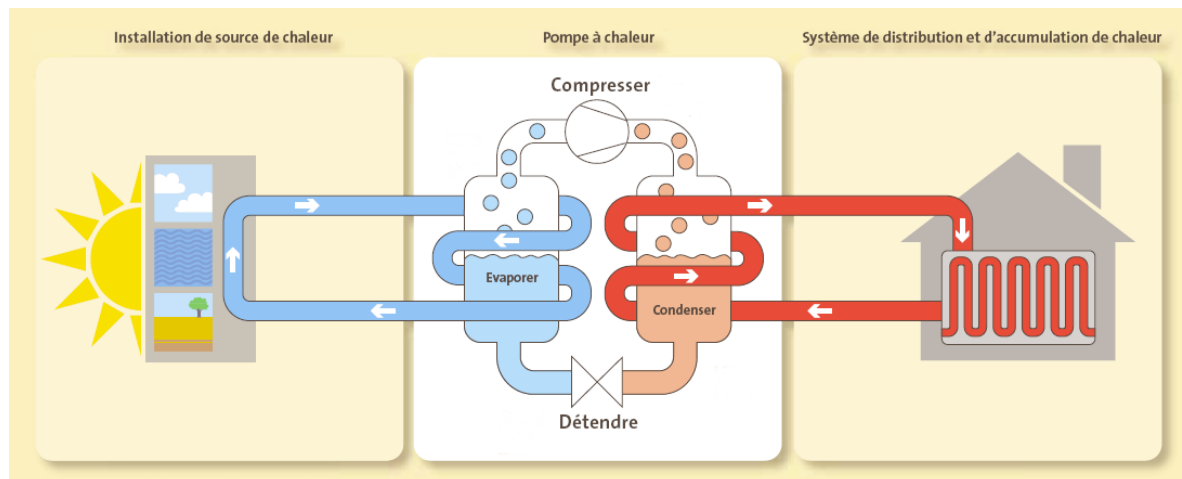 Installation de source de chaleur
Pompe à chaleur
Système de distribution et d'accumulation de chaleur
Compresser
Evaporer
Condenser
Détendre